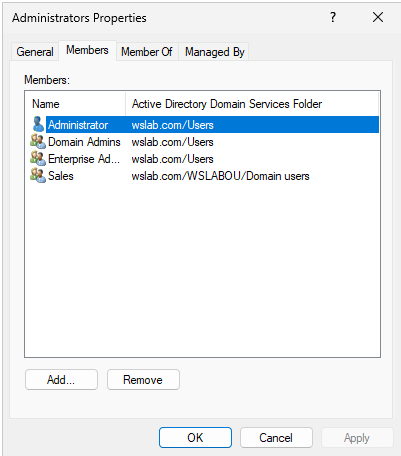 Administrators Properties ? ×
General Members Member Of Managed By
Members:
Name Active Directory Domain Services Folder
Administrator wslab.com/Users
Domain Admins wslab.com/Users
Enterprise Ad... wslab.com/Users
Sales wslab.com/WSLABOU/Domain users
Add... Remove
OK Cancel Apply